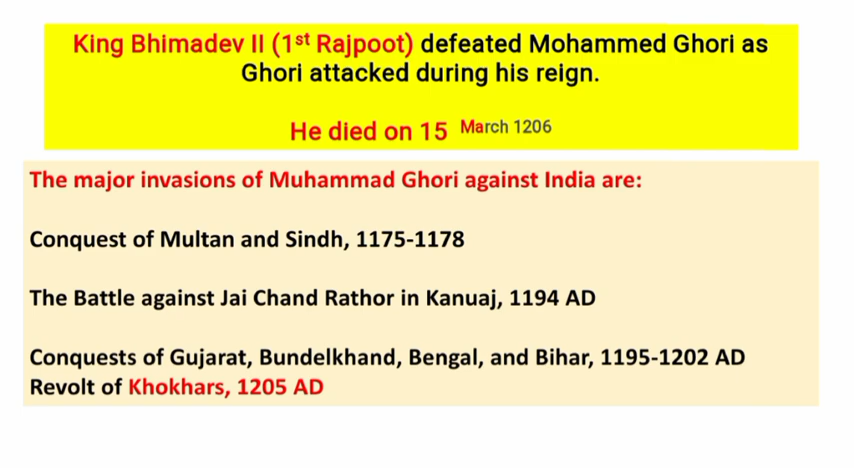 King Bhimadev II (1st Rajpoot) defeated Mohammed Ghori as
Ghori attacked during his reign.
He died on 15 March 1206
The major invasions of Muhammad Ghori against India are:
Conquest of Multan and Sindh, 1175-1178
The Battle against Jai Chand Rathor in Kanuaj, 1194 AD
Conquests of Gujarat, Bundelkhand, Bengal, and Bihar, 1195-1202 AD
Revolt of Khokhars, 1205 AD